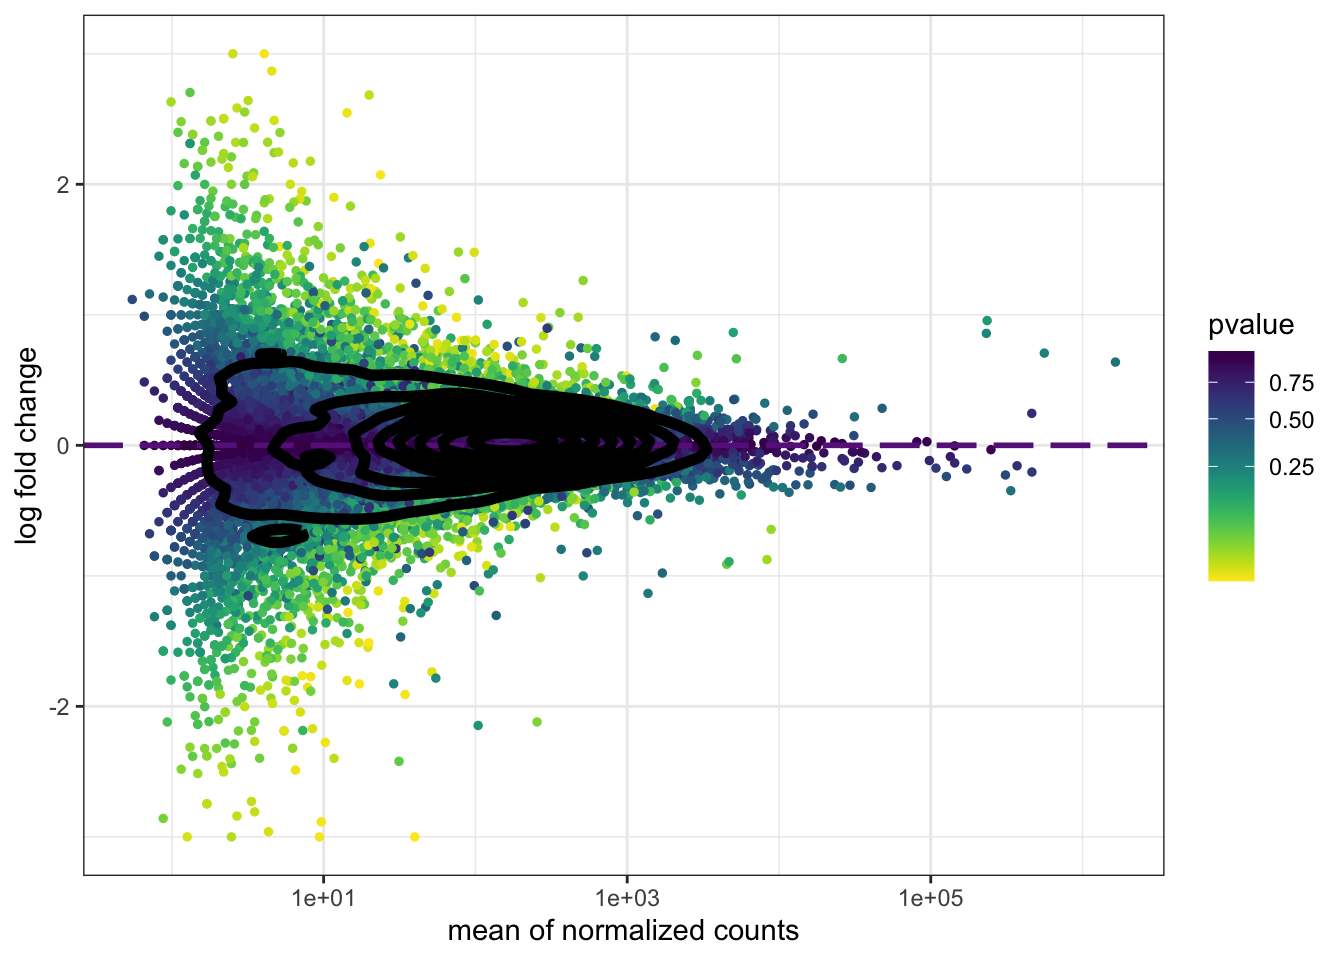 log fold change
2
0
-2
1e+01
1e+03
1e+05
mean of normalized counts
pvalue
0.75
0.50
0.25